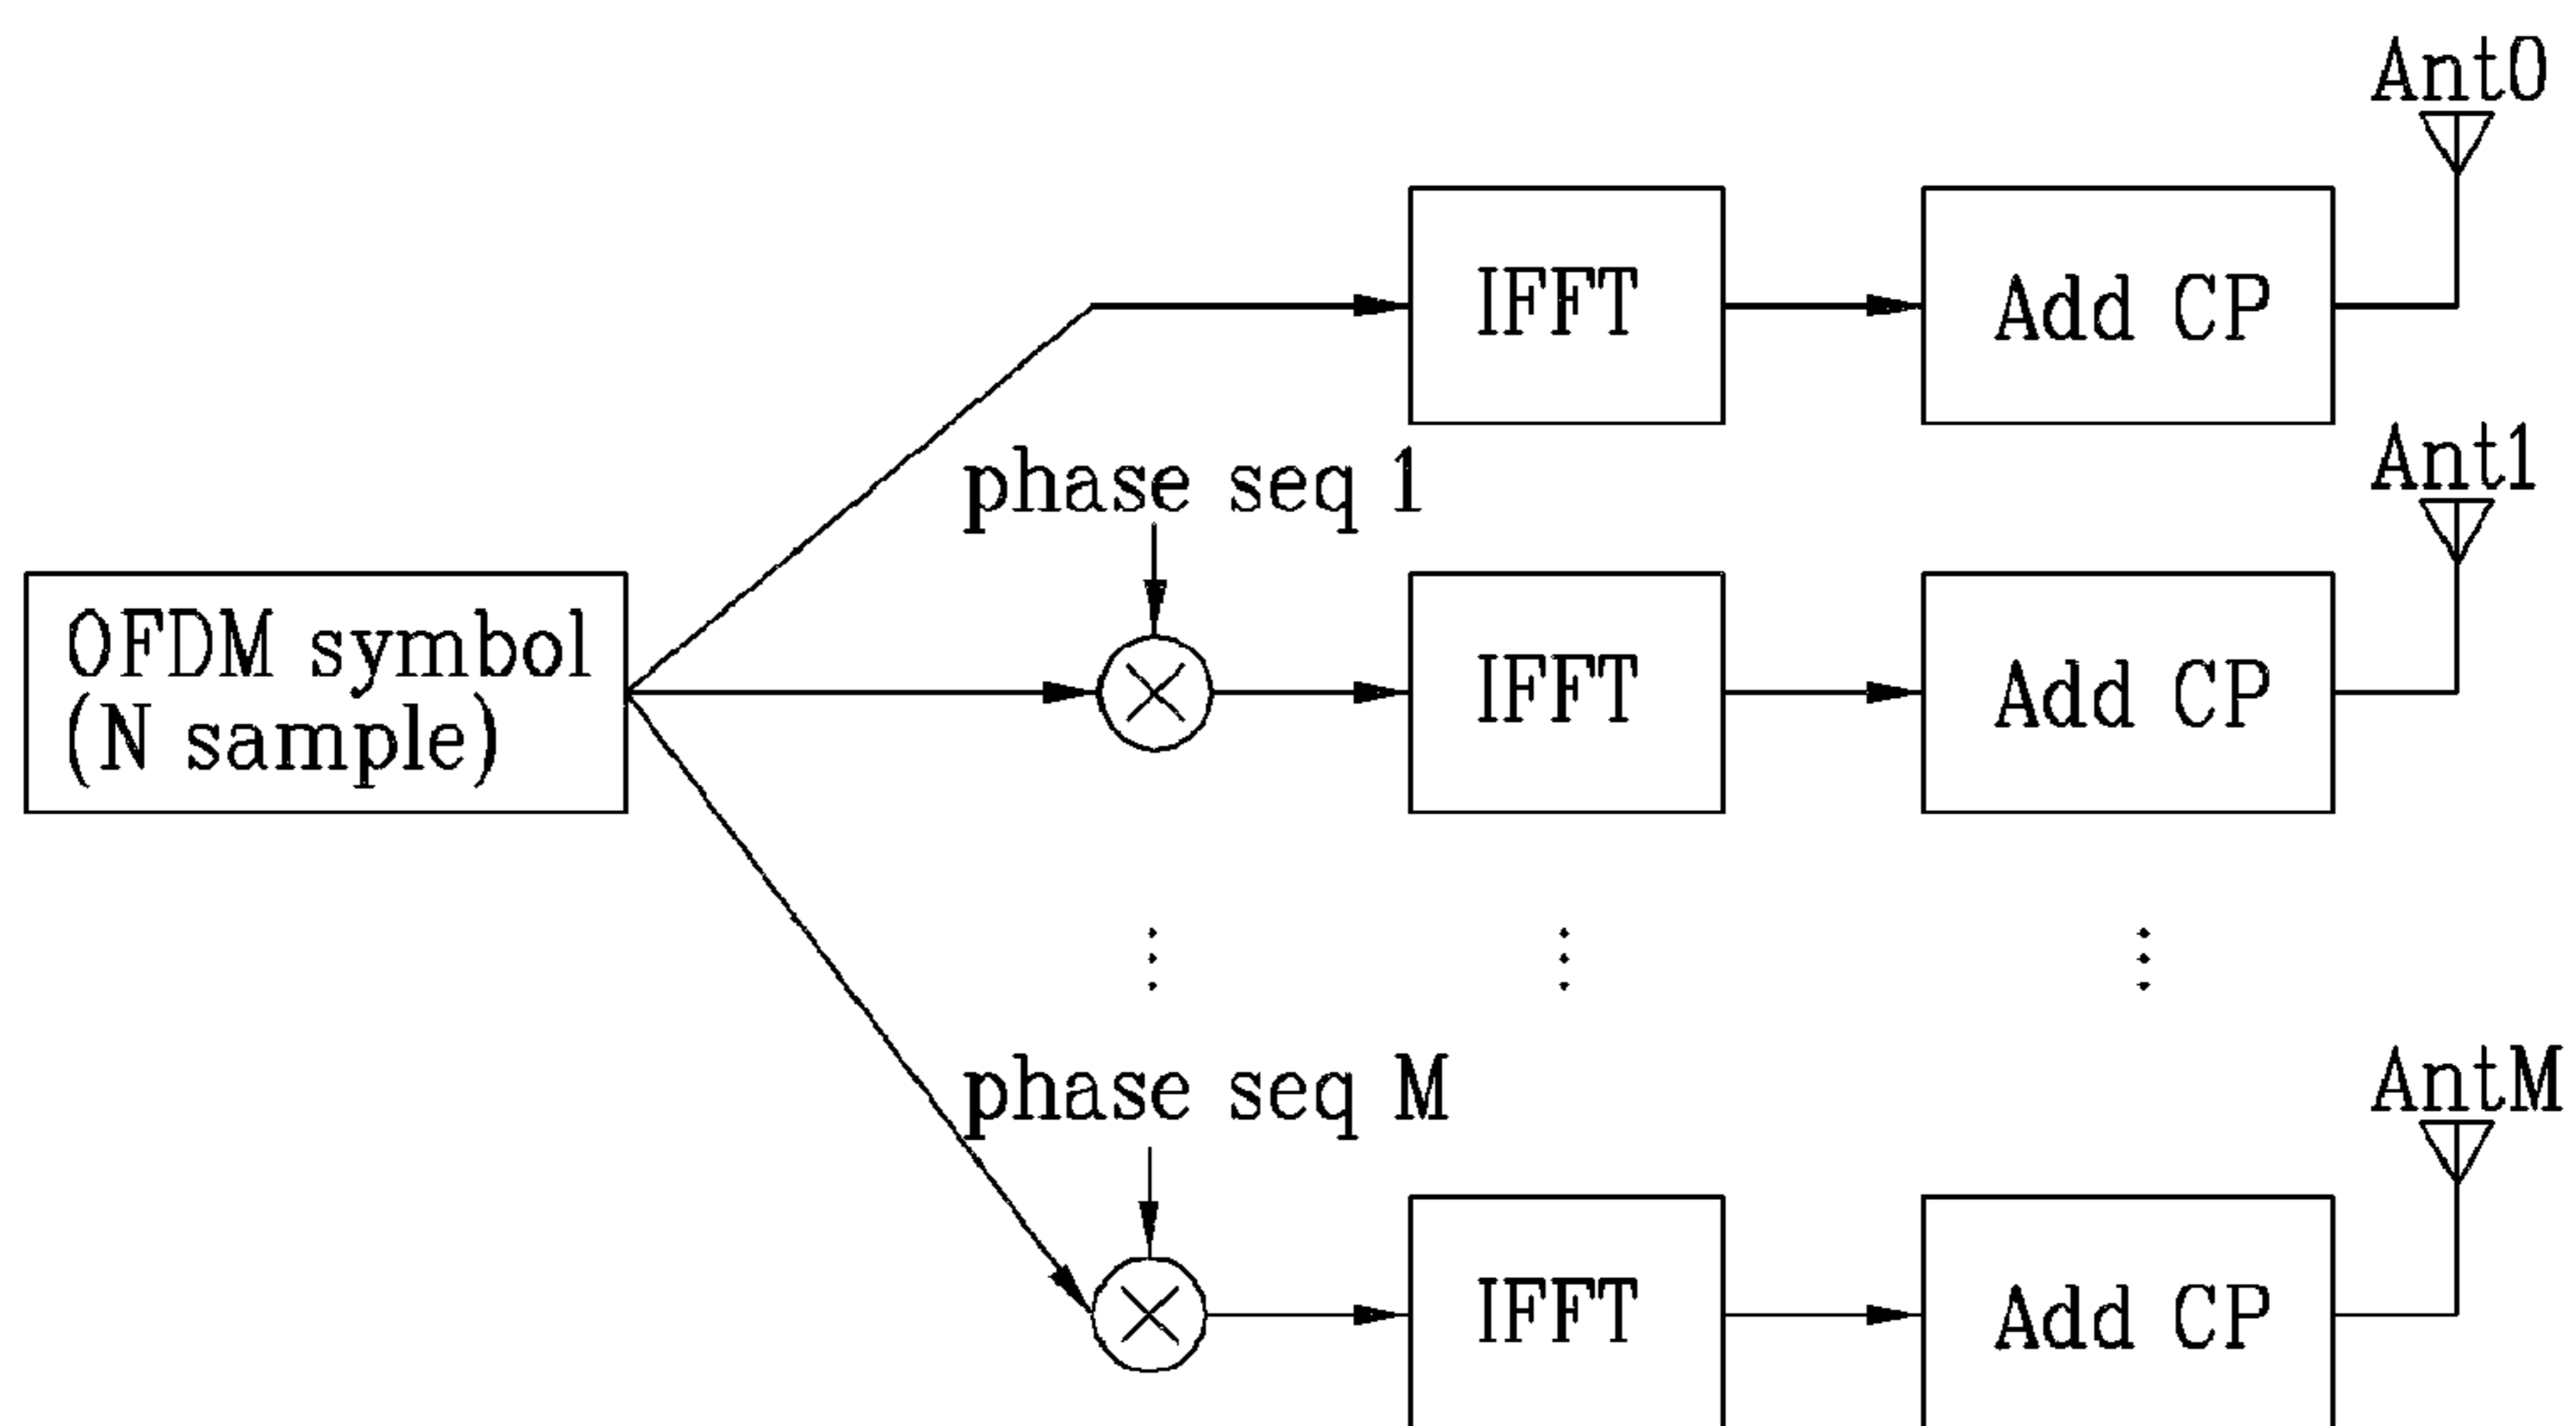 Ant0
IFFT
Add CP
phase seq 1
Ant1
OFDM symbol
(N sample)
IFFT
Add CP
phase seq M
AntM
IFFT
Add CP